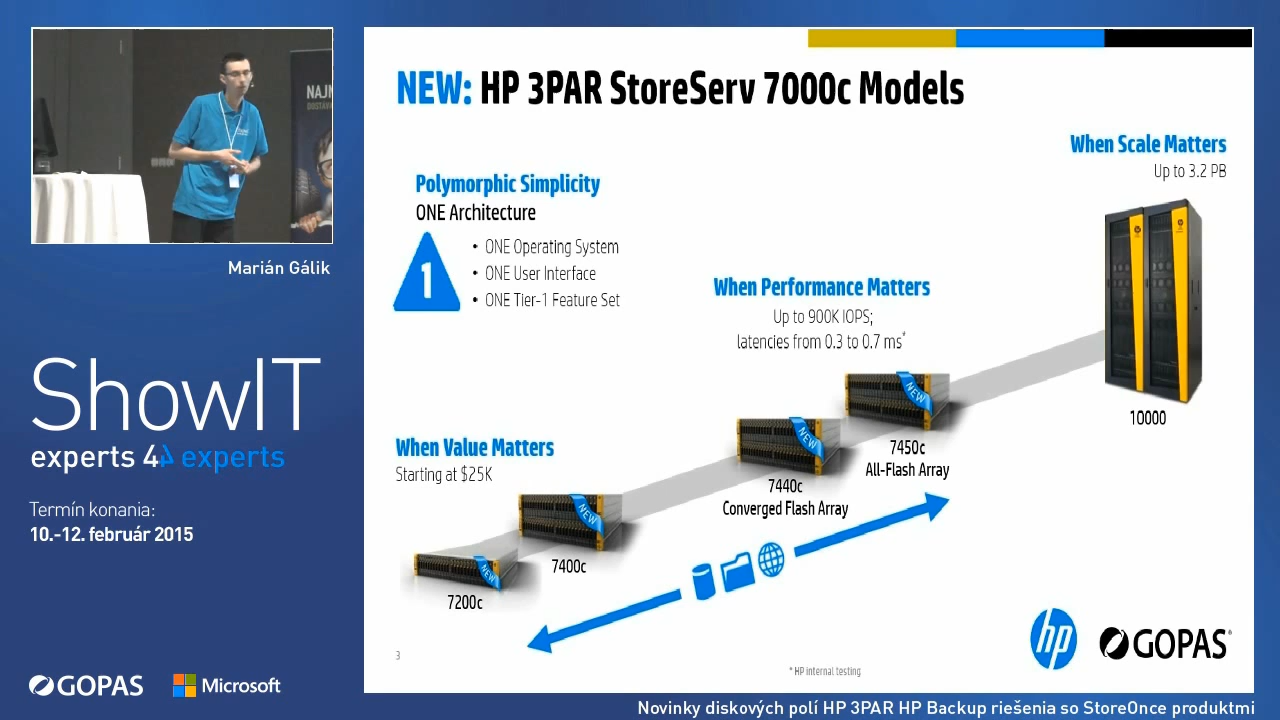 NAJ
DOSTÁV
Marián Gálik
ShowIT
experts 44 experts
Termín konania:
10.-12. február 2015
GOPAS
Microsoft
NEW: HP 3PAR StoreServ 7000c Models
When Scale Matters
Up to 3.2 PB
Polymorphic Simplicity
ONE Architecture
1
• ONE Operating System
• ONE User Interface
• ONE Tier-1 Feature Set
When Performance Matters
Up to 900K IOPS;
latencies from 0.3 to 0.7 ms*
10000
NEW
7450c
All-Flash Array
NEW
7440c
Converged Flash Array
When Value Matters
Starting at $25K
NEW
7400c
NEW
7200c
3
* HP internal testing
hp
GOPAS®
Novinky diskových polí HP 3PAR HP Backup riešenia so StoreOnce produktmi